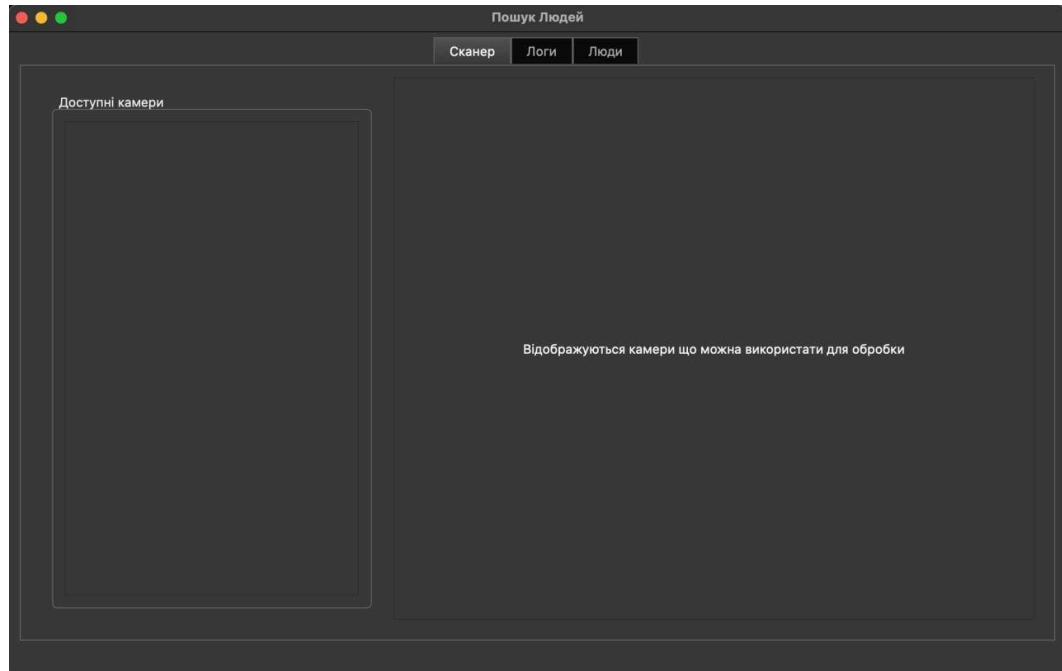 Пошук Людей
Сканер Логи Люди
Доступні камери
Відображуються камери що можна використати для обробки